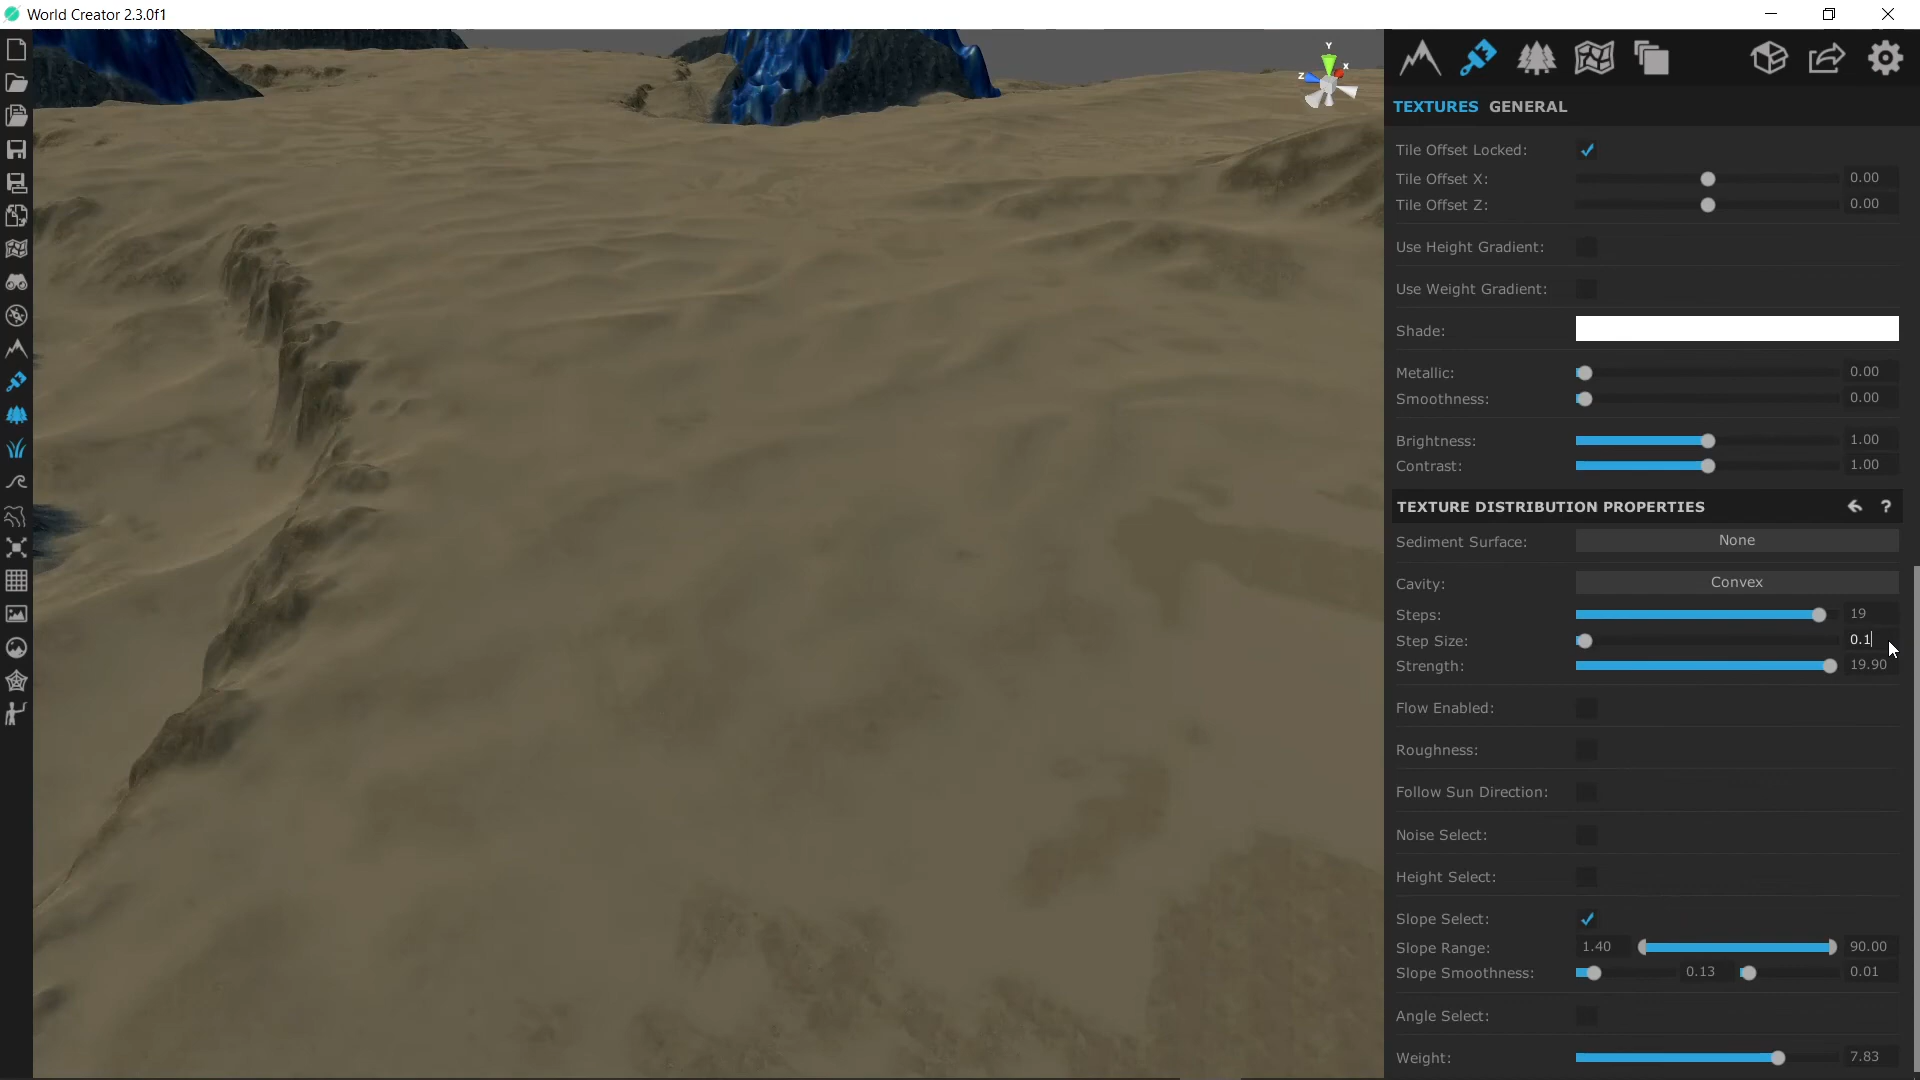 World Creator 2.3.0f1
Y
X
Z
TEXTURES GENERAL
Tile Offset Locked:
Tile Offset X: 0.00
Tile Offset Z: 0.00
Use Height Gradient:
Use Weight Gradient:
Shade:
Metallic: 0.00
Smoothness: 0.00
Brightness: 1.00
Contrast: 1.00
TEXTURE DISTRIBUTION PROPERTIES ?
Sediment Surface: None
Cavity: Convex
Steps: 19
Step Size: 0.1
Strength: 19.90
Flow Enabled:
Roughness:
Follow Sun Direction:
Noise Select:
Height Select:
Slope Select:
Slope Range: 1.40 90.00
Slope Smoothness: 0.13 0.01
Angle Select:
Weight: 7.83